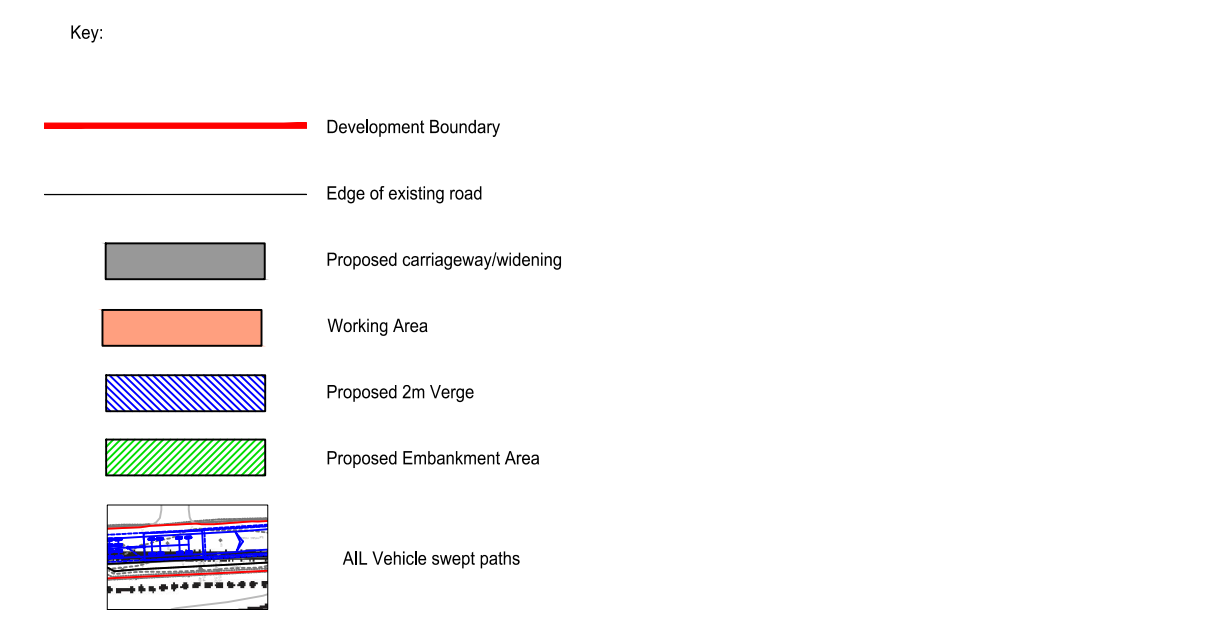 Key:
Development Boundary
Edge of existing road
Proposed carriageway/widening
Working Area
Proposed 2m Verge
Proposed Embankment Area
AIL Vehicle swept paths